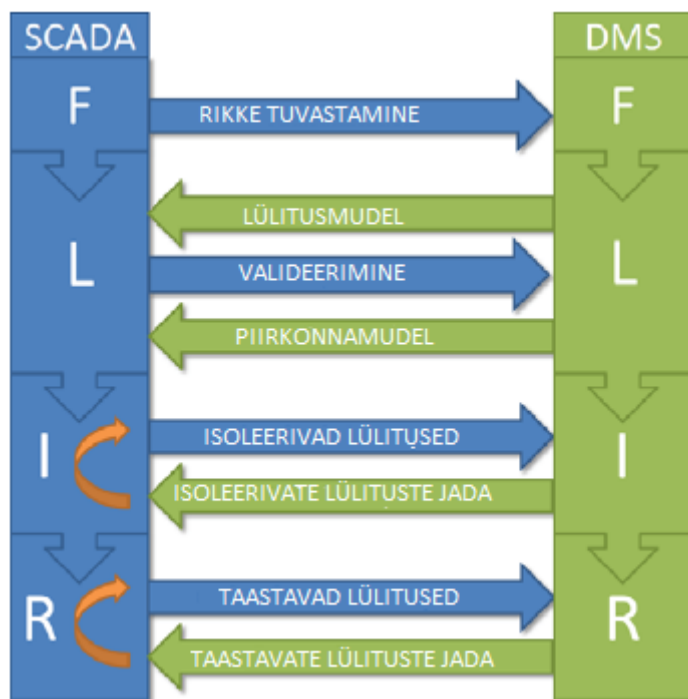 SCADA
DMS
F
RIKKE TUVASTAMINE
F
LÜLITUSMUDEL
L
VALIDEERIMINE
L
PIIRKONNAMUDEL
I
ISOLEERIVAD LÜLITUSED
I
ISOLEERIVATE LÜLITUSTE JADA
R
TAASTAVAD LÜLITUSED
R
TAASTAVATE LÜLITUSTE JADA